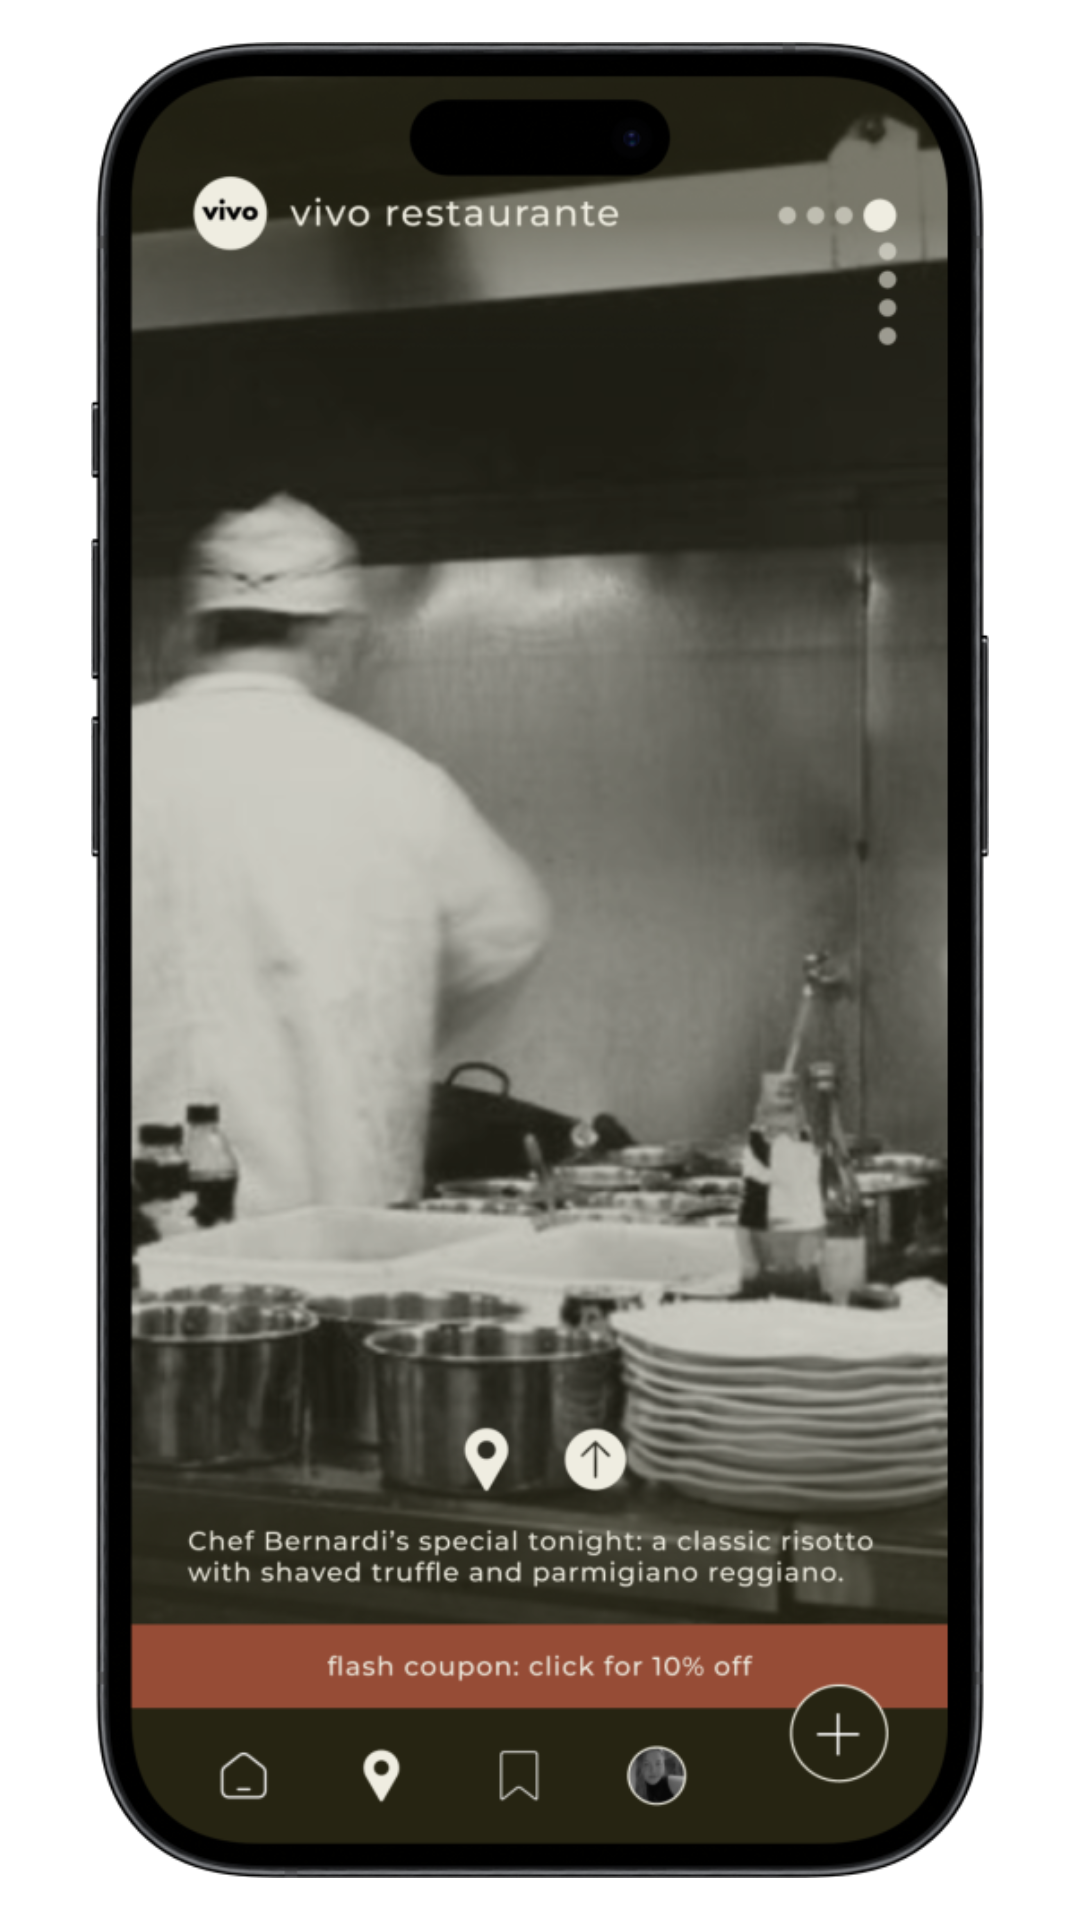 vivo vivo restaurante
Chef Bernardi’s special tonight: a classic risotto
with shaved truffle and parmigiano reggiano.
flash coupon: click for 10% off